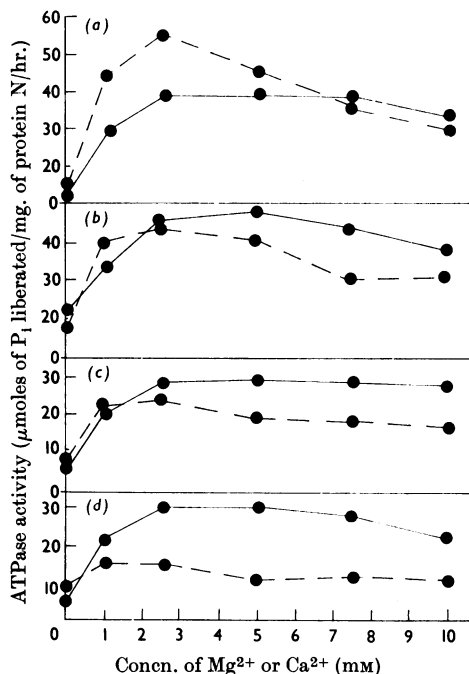 ATPase activity (μmoles of P₁ liberated/mg. of protein N/hr.)
60
(a)
50
40
30
20
10
0
(b)
40
30
20
0
(c)
30
20
10
0
(d)
30
20
10
0 1 2 3 4 5 6 7 8 9 10
Concn. of Mg²⁺ or Ca²⁺ (mM)